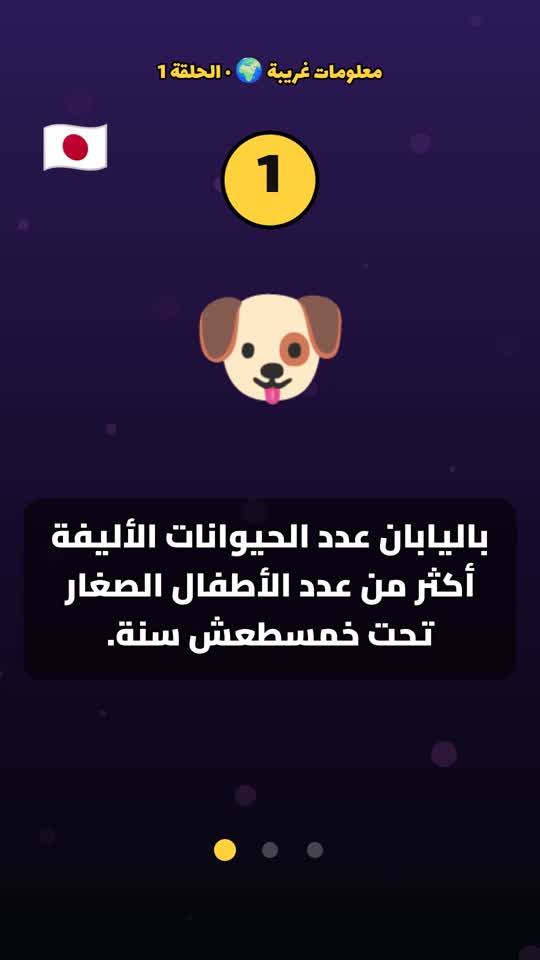 معلومات غريبة 🌍 • الحلقة 1
1
باليابان عدد الحيوانات الأليفة
أكثر من عدد الأطفال الصغار
تحت خمسطعش سنة.